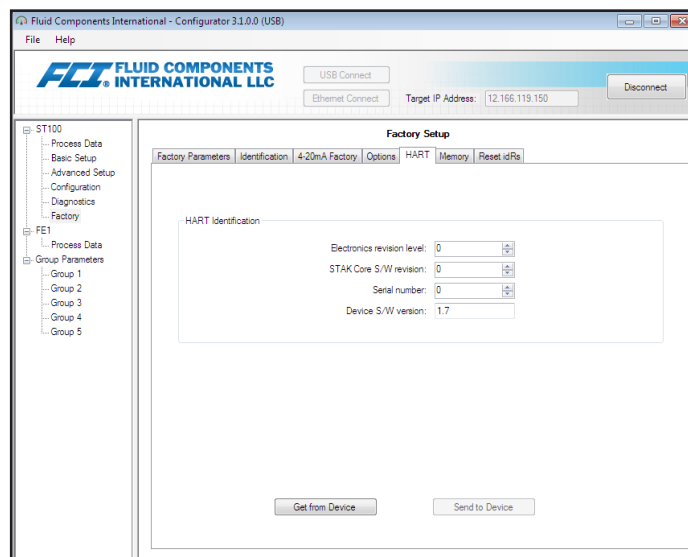 Fluid Components International - Configurator 3.1.0.0 (USB)
File Help
FCI FLUID COMPONENTS
® INTERNATIONAL LLC
USB Connect
Ethernet Connect
Target IP Address: 12.166.119.150
Disconnect
ST100
Process Data
Basic Setup
Advanced Setup
Configuration
Diagnostics
Factory
FE1
Process Data
Group Parameters
Group 1
Group 2
Group 3
Group 4
Group 5
Factory Setup
Factory Parameters Identification 4-20mA Factory Options HART Memory Reset idRs
HART Identification
Electronics revision level: 0
STAK Core S/W revision: 0
Serial number: 0
Device S/W version: 1.7
Get from Device Send to Device